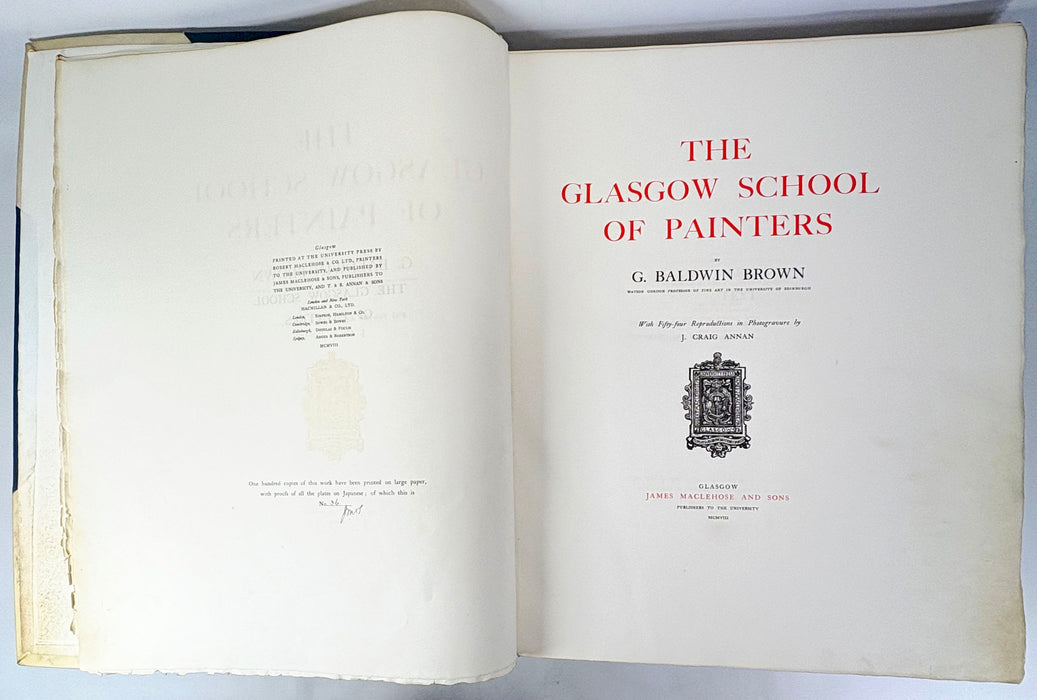 Glasgow
PRINTED AT THE UNIVERSITY PRESS BY
ROBERT MACLEHOSE & CO. LTD., PRINTERS
TO THE UNIVERSITY, AND PUBLISHED BY
JAMES MACLEHOSE & SONS, PUBLISHERS TO
THE UNIVERSITY, AND T. & R. ANNAN & SONS
London and New York
MACMILLAN & CO., LTD.
London, SIMPKIN, HAMILTON & CO.
Cambridge, BOWES & BOWES
Edinburgh, DOUGLAS & FOULIS
Sydney, ANGUS & ROBERTSON
MCMVIII
One hundred copies of this work have been printed on large paper,
with proofs of all the plates on Japanese; of which this is
No 36
THE
GLASGOW SCHOOL
OF PAINTERS
BY
G. BALDWIN BROWN
WATSON GORDON PROFESSOR OF FINE ART IN THE UNIVERSITY OF EDINBURGH
With Fifty-four Reproductions in Photogravure by
J. CRAIG ANNAN
GLASGOW
GLASGOW
JAMES MACLEHOSE AND SONS
PUBLISHERS TO THE UNIVERSITY
MCMVIII